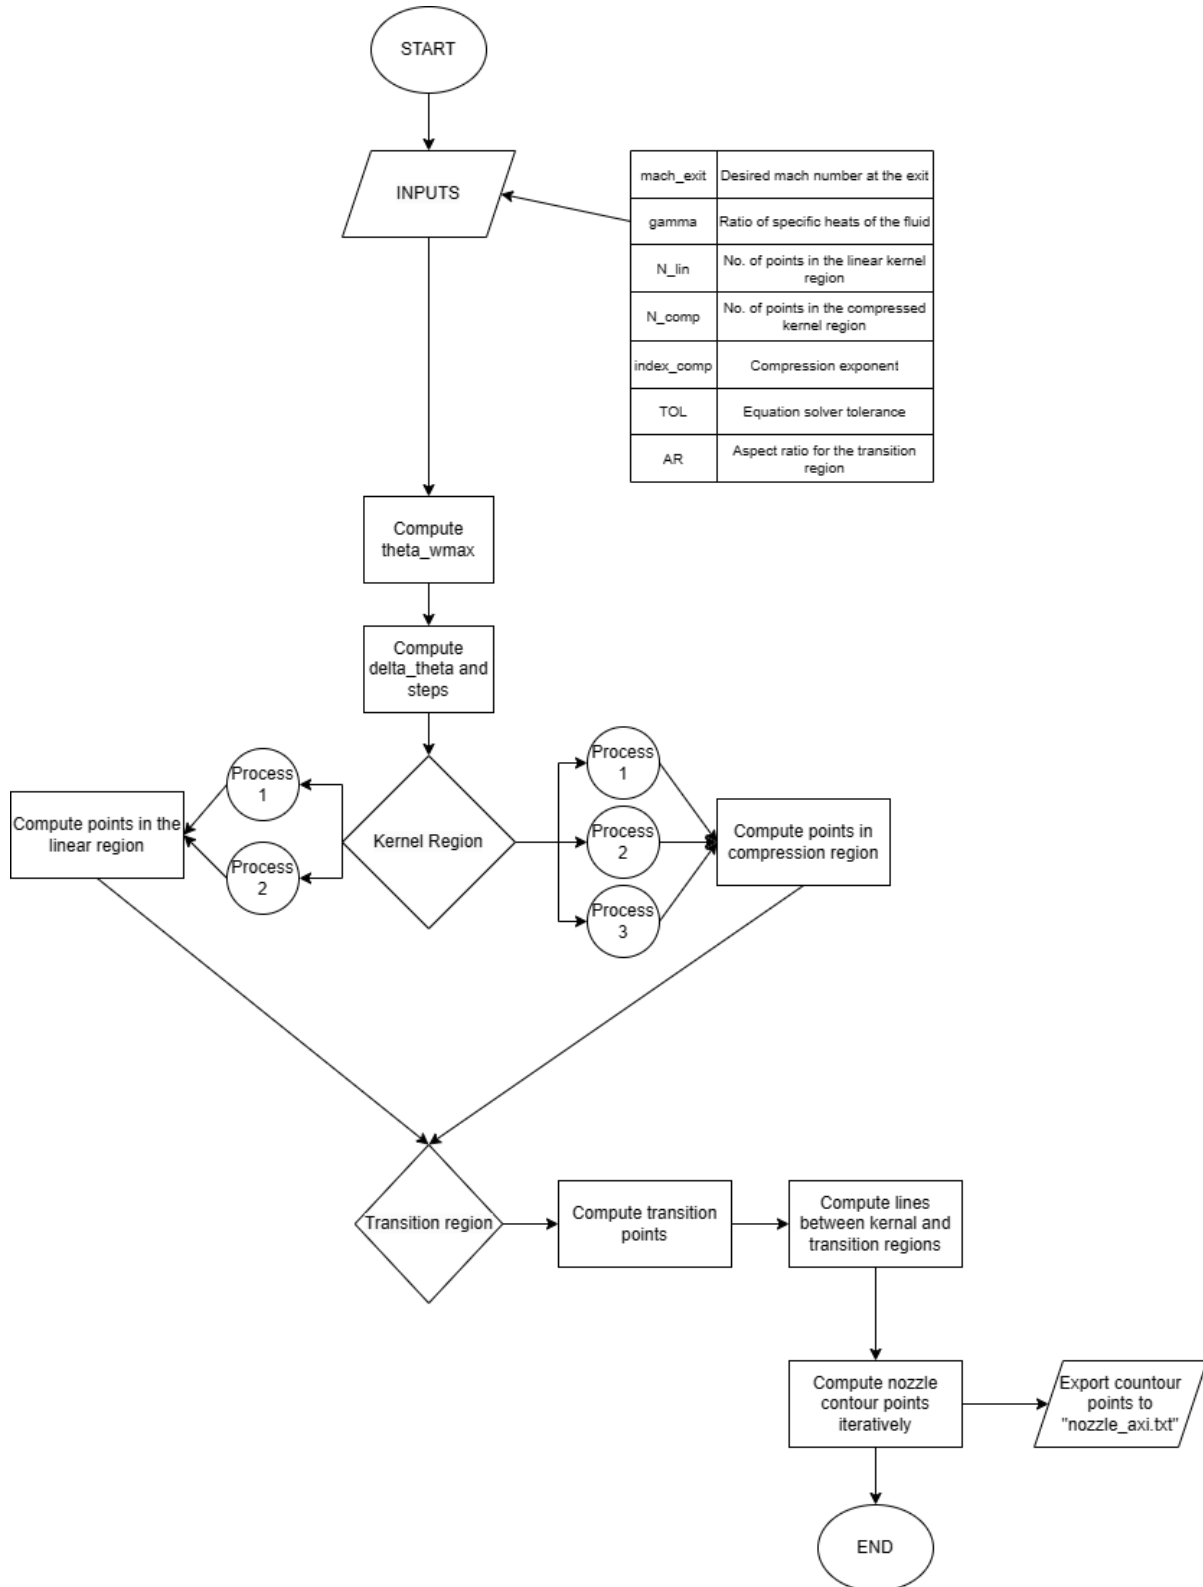 START
INPUTS
mach_exit
Desired mach number at the exit
gamma
Ratio of specific heats of the fluid
N_lin
No. of points in the linear kernel
region
N_comp
No. of points in the compressed
kernel region
index_comp
Compression exponent
TOL
Equation solver tolerance
AR
Aspect ratio for the transition
region
Compute
theta_wmax
Compute
delta_theta and
steps
Kernel Region
Process
1
Process
2
Compute points in the
linear region
Process
1
Process
2
Process
3
Compute points in
compression region
Transition region
Compute transition
points
Compute lines
between kernal and
transition regions
Compute nozzle
contour points
iteratively
Export countour
points to
"nozzle_axi.txt"
END